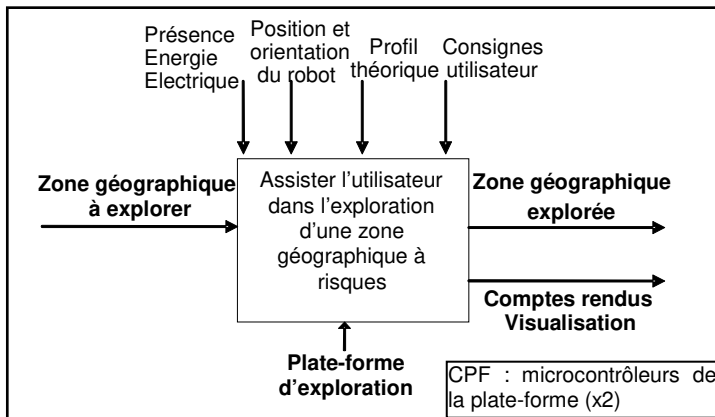 Présence
Energie
Electrique
Position et
orientation
du robot
Profil
théorique
Consignes
utilisateur
Zone géographique
à explorer
Assister l'utilisateur
dans l'exploration
d'une zone
géographique à
risques
Zone géographique
explorée
Comptes rendus
Visualisation
Plate-forme
d'exploration
CPF : microcontrôleurs de
la plate-forme (x2)